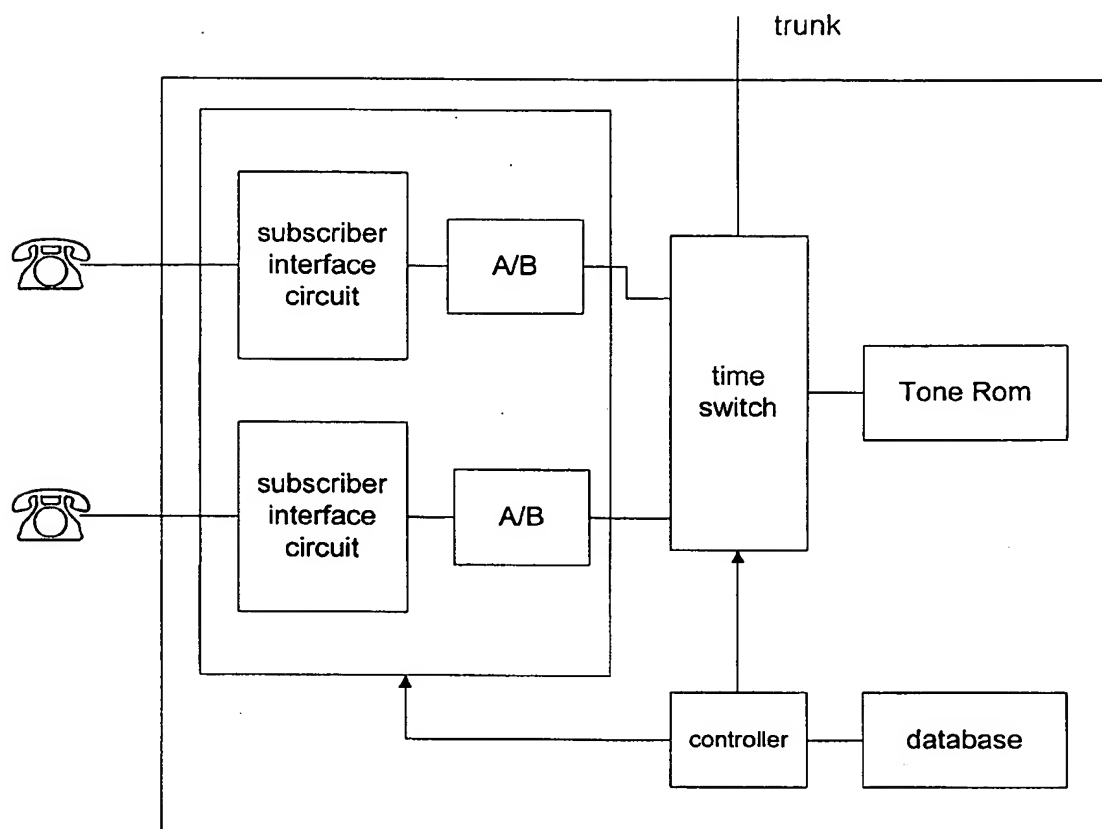 trunk
subscriber
interface
circuit
A/B
time
switch
Tone Rom
subscriber
interface
circuit
A/B
controller
database